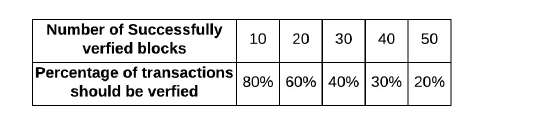 Number of Successfully
verfied blocks
10 20 30 40 50
Percentage of transactions
should be verfied
80% 60% 40% 30% 20%